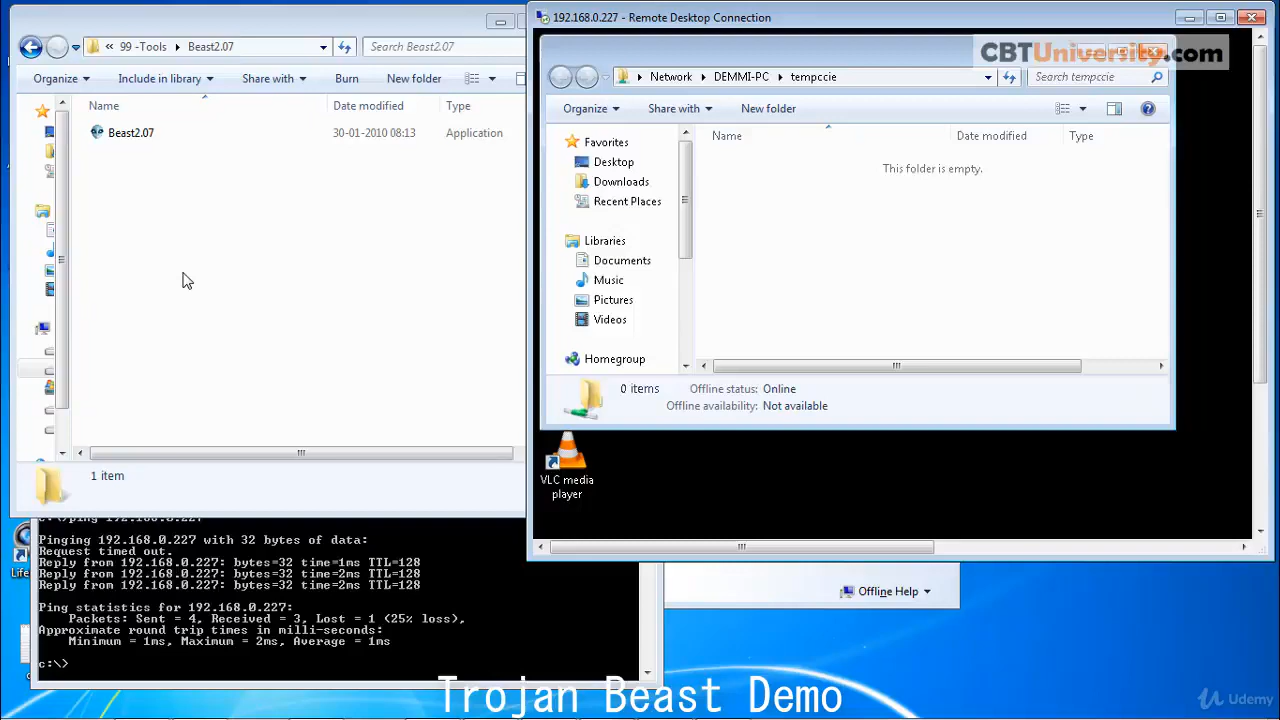 99 -Tools
Beast2.07
Search Beast2.07
Organize
Include in library
Share with
Burn
New folder
Name
Date modified
Type
Beast2.07
30-01-2010 08:13
Application
1 item
192.168.0.227 - Remote Desktop Connection
CBTUniversity.com
Network
DEMMI-PC
tempccie
Search tempccie
Organize
Share with
New folder
Favorites
Desktop
Downloads
Recent Places
Libraries
Documents
Music
Pictures
Videos
Homegroup
Name
Date modified
Type
This folder is empty.
0 items
Offline status: Online
Offline availability: Not available
VLC media
player
c:\>ping 192.168.0.227
Pinging 192.168.0.227 with 32 bytes of data:
Request timed out.
Reply from 192.168.0.227: bytes=32 time=1ms TTL=128
Reply from 192.168.0.227: bytes=32 time=2ms TTL=128
Reply from 192.168.0.227: bytes=32 time=2ms TTL=128
Ping statistics for 192.168.0.227:
Packets: Sent = 4, Received = 3, Lost = 1 (25% loss),
Approximate round trip times in milli-seconds:
Minimum = 1ms, Maximum = 2ms, Average = 1ms
c:\>
Offline Help
Trojan Beast Demo
Udemy